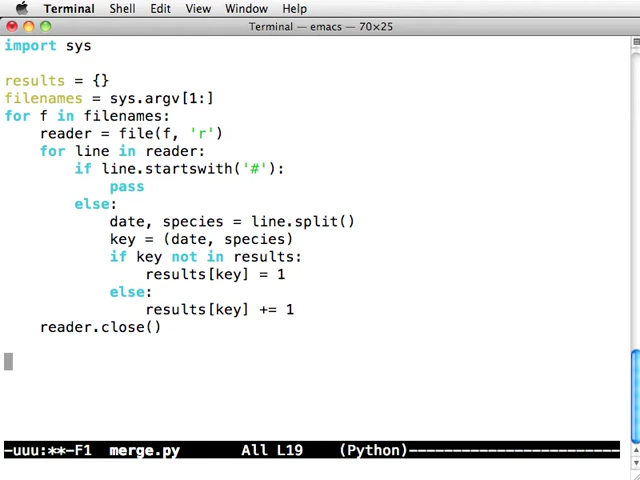 Terminal Shell Edit View Window Help
Terminal — emacs — 70×25
import sys
results = {}
filenames = sys.argv[1:]
for f in filenames:
    reader = file(f, 'r')
    for line in reader:
        if line.startswith('#'):
            pass
        else:
            date, species = line.split()
            key = (date, species)
            if key not in results:
                results[key] = 1
            else:
                results[key] += 1
    reader.close()
-uuu:**-F1  merge.py       All L19    (Python)------------------------